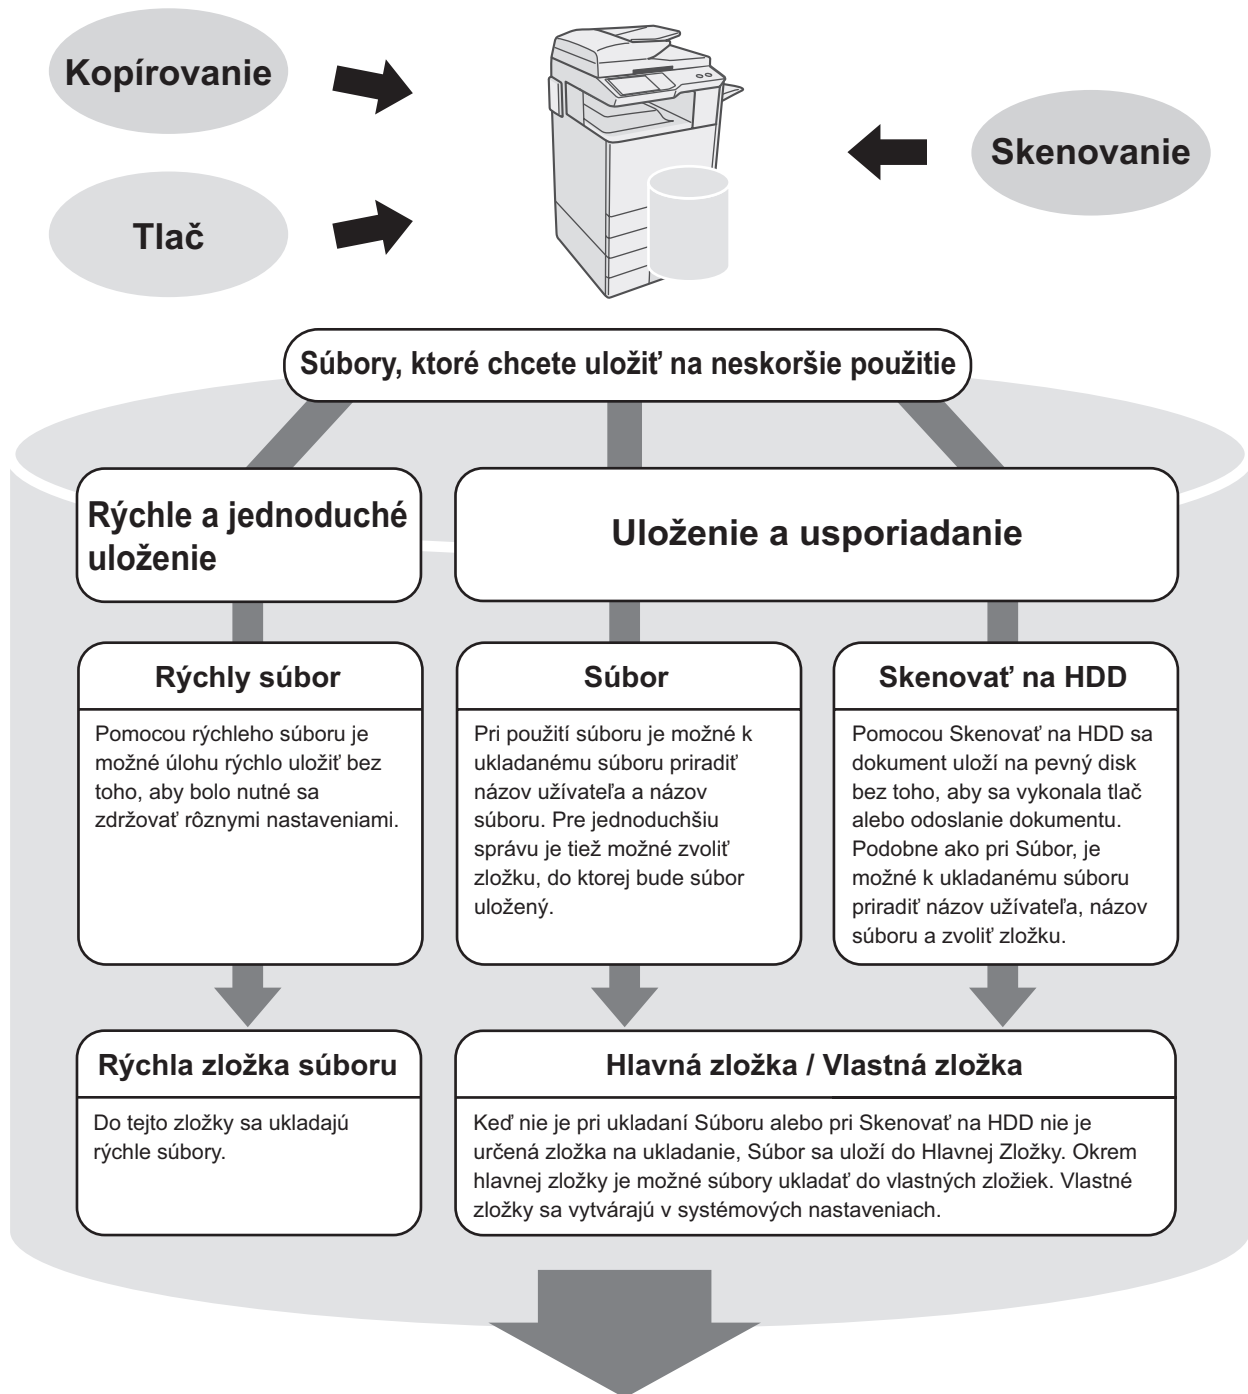 Kopírovanie
Skenovanie
Tlač
Súbory, ktoré chcete uložiť na neskoršie použitie
Rýchle a jednoduché
uloženie
Uloženie a usporiadanie
Rýchly súbor
Pomocou rýchleho súboru je
možné úlohu rýchlo uložiť bez
toho, aby bolo nutné sa
zdržovať rôznymi nastaveniami.
Súbor
Pri použití súboru je možné k
ukladanému súboru priradiť
názov užívateľa a názov
súboru. Pre jednoduchšiu
správu je tiež možné zvoliť
zložku, do ktorej bude súbor
uložený.
Skenovať na HDD
Pomocou Skenovať na HDD sa
dokument uloží na pevný disk
bez toho, aby sa vykonala tlač
alebo odoslanie dokumentu.
Podobne ako pri Súbor, je
možné k ukladanému súboru
priradiť názov užívateľa, názov
súboru a zvoliť zložku.
Rýchla zložka súboru
Do tejto zložky sa ukladajú
rýchle súbory.
Hlavná zložka / Vlastná zložka
Keď nie je pri ukladaní Súboru alebo pri Skenovať na HDD nie je
určená zložka na ukladanie, Súbor sa uloží do Hlavnej Zložky. Okrem
hlavnej zložky je možné súbory ukladať do vlastných zložiek. Vlastné
zložky sa vytvárajú v systémových nastaveniach.